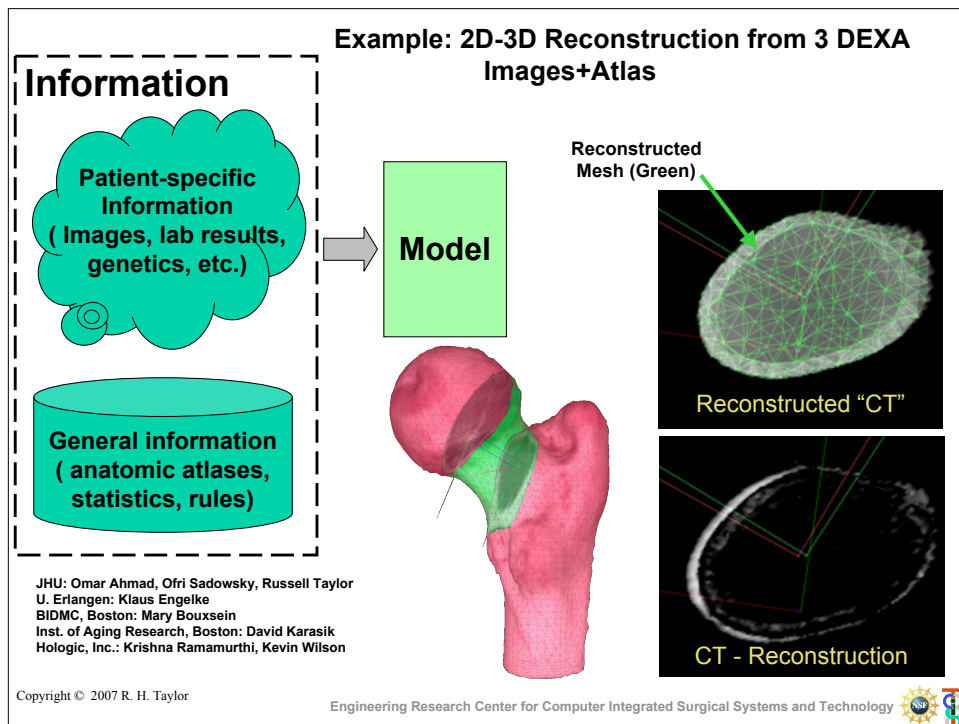 Example: 2D-3D Reconstruction from 3 DEXA
Images+Atlas
Information
Patient-specific
Information
( Images, lab results,
genetics, etc.)
Model
General information
( anatomic atlases,
statistics, rules)
Reconstructed
Mesh (Green)
Reconstructed “CT”
CT - Reconstruction
JHU: Omar Ahmad, Ofri Sadowsky, Russell Taylor
U. Erlangen: Klaus Engelke
BIDMC, Boston: Mary Bouxsein
Inst. of Aging Research, Boston: David Karasik
Hologic, Inc.: Krishna Ramamurthi, Kevin Wilson
Copyright © 2007 R. H. Taylor
Engineering Research Center for Computer Integrated Surgical Systems and Technology
NSF